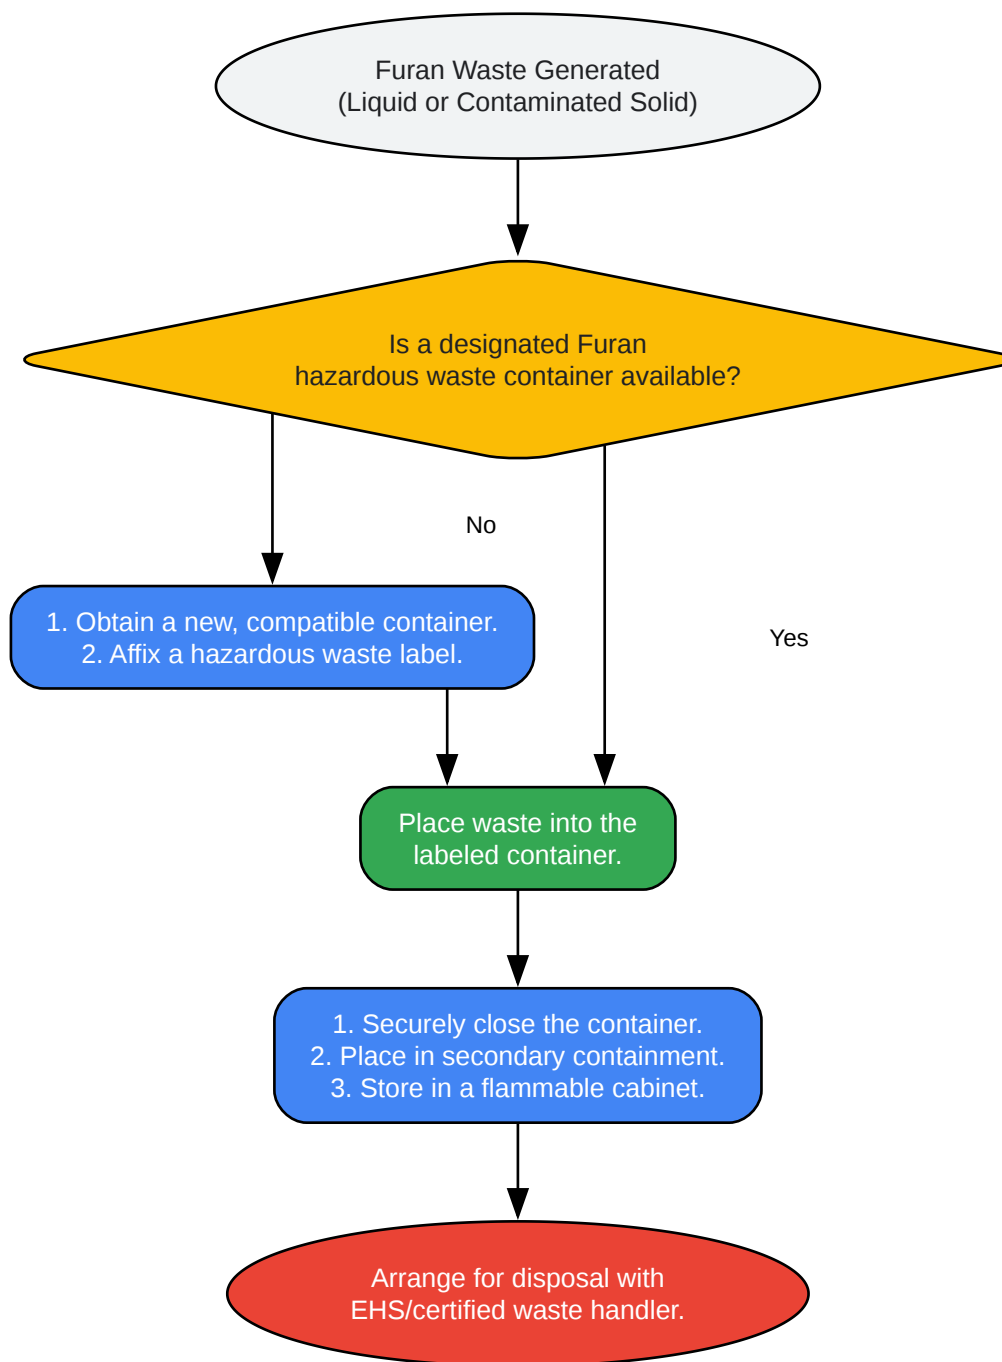 Furan Waste Generated
(Liquid or Contaminated Solid)
Is a designated Furan
hazardous waste container available?
No
1. Obtain a new, compatible container.
2. Affix a hazardous waste label.
Yes
Place waste into the
labeled container.
1. Securely close the container.
2. Place in secondary containment.
3. Store in a flammable cabinet.
Arrange for disposal with
EHS/certified waste handler.